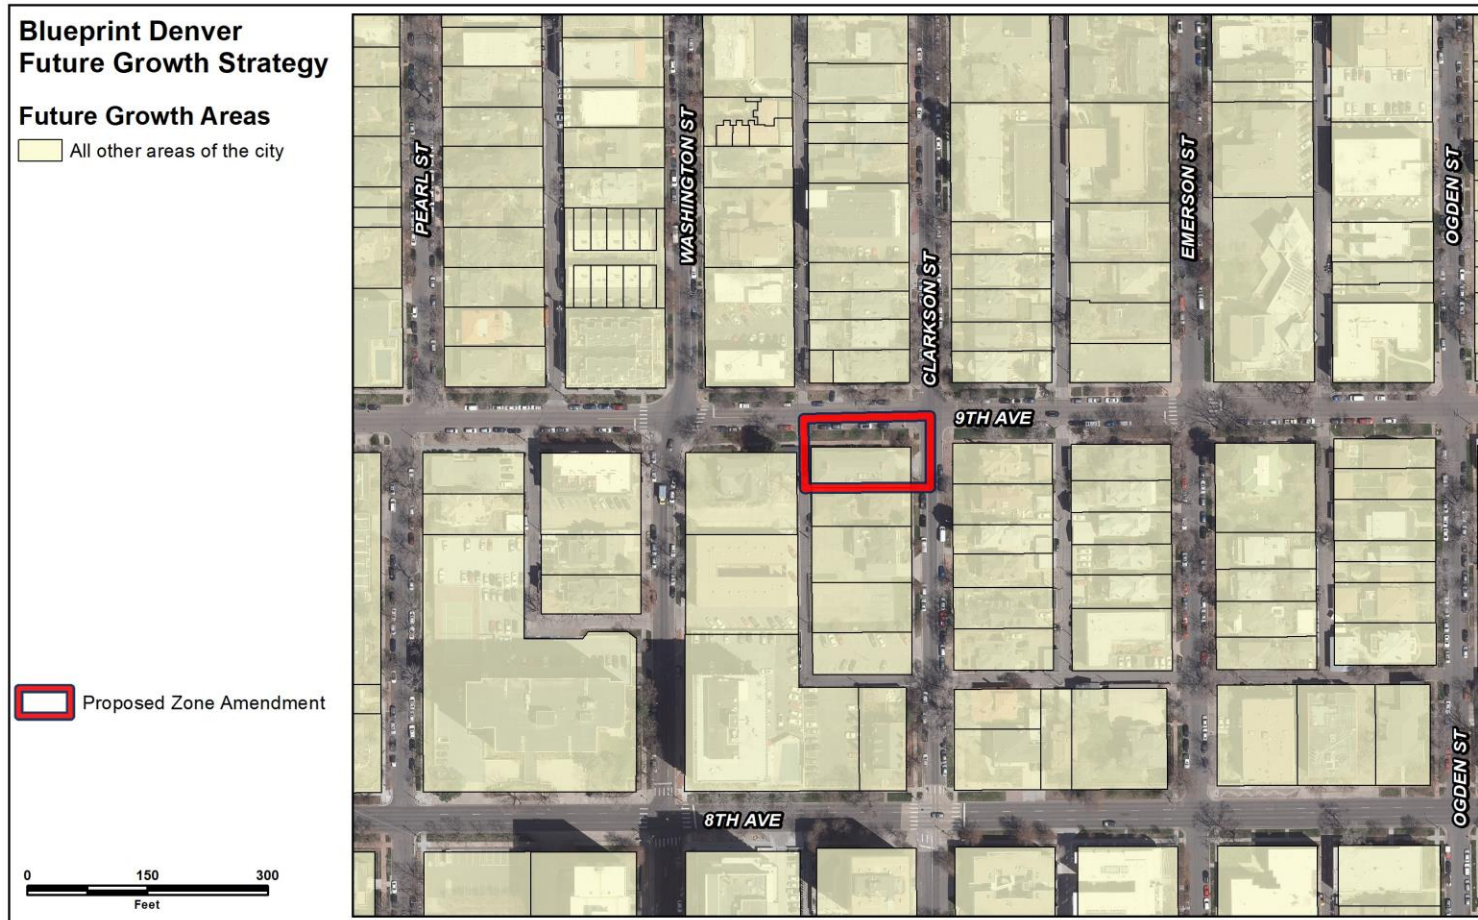 Blueprint Denver
Future Growth Strategy
Future Growth Areas
All other areas of the city
Proposed Zone Amendment
0 150 300
Feet
PEARL ST
WASHINGTON ST
CLARKSON ST
EMERSON ST
OGDEN ST
9TH AVE
8TH AVE
OGDEN ST